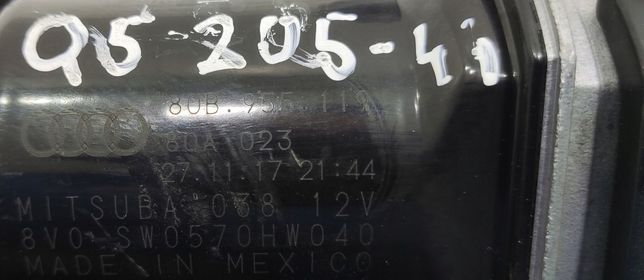 95-205-41
80B.955.119
80A 023
27.11.17 21:44
MITSUBA 038 12V
8V0-SW0570HW040
MADE IN MEXICO